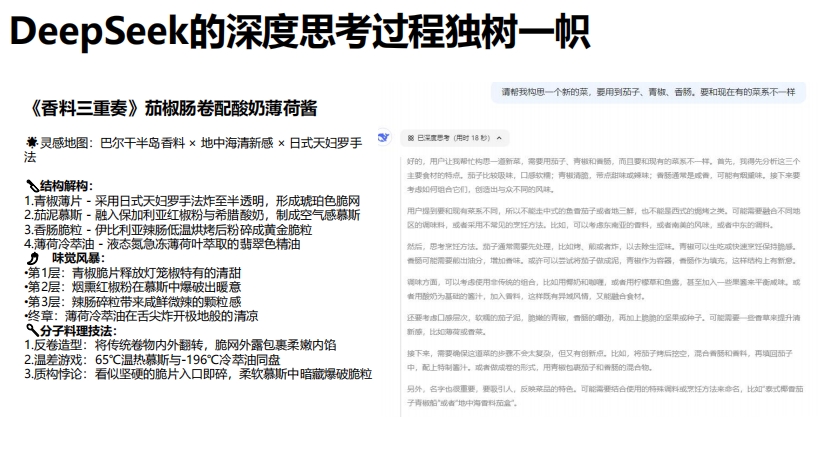 DeepSeek的深度思考过程独树一帜
《香料三重奏》茄椒肠卷配酸奶薄荷酱
灵感地图：巴尔干半岛香料 × 地中海清新感 × 日式天妇罗手
法
结构解构：
1.青椒薄片 - 采用日式天妇罗手法炸至半透明，形成琥珀色脆网
2.茄泥慕斯 - 融入保加利亚红椒粉与希腊酸奶，制成空气感慕斯
3.香肠脆粒 - 伊比利亚辣肠低温烘烤后粉碎成黄金脆粒
4.薄荷冷萃油 - 液态氮急冻薄荷叶萃取的翡翠色精油
味觉风暴：
•第1层：青椒脆片释放灯笼椒特有的清甜
•第2层：烟熏红椒粉在慕斯中爆破出暖意
•第3层：辣肠碎粒带来咸鲜微辣的颗粒感
•终章：薄荷冷萃油在舌尖炸开极地般的清凉
分子料理技法：
1.反卷造型：将传统卷物内外翻转，脆网外露包裹柔嫩内馅
2.温差游戏：65℃温热慕斯与-196℃冷萃油同盘
3.质构悖论：看似坚硬的脆片入口即碎，柔软慕斯中暗藏爆破脆粒
请帮我构思一个新的菜，要用到茄子、青椒、香肠。要和现在有的菜系不一样
已深度思考（用时 18 秒）
好的，用户让我帮忙构思一道新菜，需要用茄子、青椒和香肠，而且要和现有的菜系不一样。首先，我得先分析这三个
主要食材的特点。茄子比较吸味，口感软糯；青椒清脆，带点甜味或辣味；香肠通常是咸香，可能有烟熏味。接下来要
考虑如何组合它们，创造出与众不同的风味。
用户提到要和现有菜系不同，所以不能走中式的鱼香茄子或者地三鲜，也不能是西式的焗烤之类。可能需要融合不同地
区的调味料，或者采用不常见的烹饪方法。比如，可以考虑东南亚的香料，或者南美的风味，或者中东的调料。
然后，思考烹饪方法。茄子通常需要先处理，比如烤、蒸或者炸，以去除生涩味。青椒可以生吃或快速烹饪保持脆感。
香肠可能需要煎出油分，增加香味。或许可以尝试将茄子做成泥，青椒作为容器，香肠作为填充，这样结构上有新意。
调味方面，可以考虑使用非传统的组合，比如用椰奶和咖喱，或者用柠檬草和鱼露，甚至加入一些果酱来平衡咸味。或
者用酸奶为基础的酱汁，加入香料，这样既有异域风情，又能融合食材。
还要考虑口感层次，软糯的茄子泥，脆嫩的青椒，香肠的嚼劲，再加上脆脆的坚果或种子。可能需要一些香草来提升清
新感，比如薄荷或香菜。
接下来，需要确保这道菜的步骤不会太复杂，但又有创新点。比如，将茄子烤后挖空，混合香肠和香料，再填回茄子
中，配上特制酱汁。或者做成卷的形式，用青椒包裹茄子和香肠的混合物。
另外，名字也很重要，要吸引人，反映菜品的特色。可能需要结合使用的特殊调料或烹饪方法来命名，比如“泰式椰香茄
子青椒船”或者“地中海香料茄盒”。